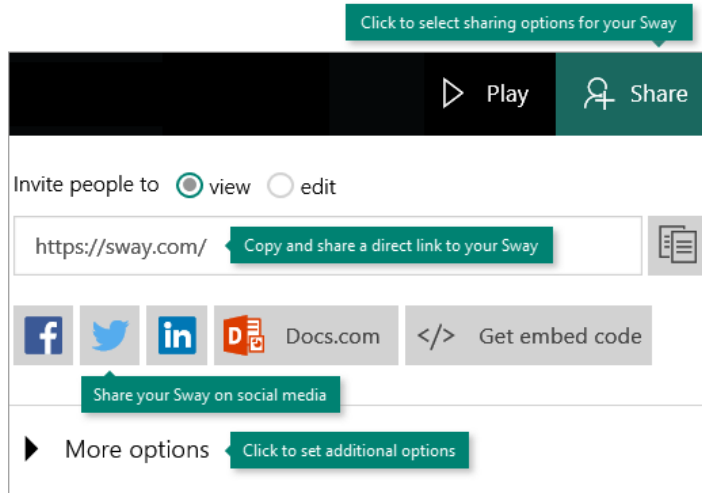 Click to select sharing options for your Sway
Play
Share
Invite people to view edit
https://sway.com/
Copy and share a direct link to your Sway
f in D Docs.com </> Get embed code
Share your Sway on social media
More options
Click to set additional options